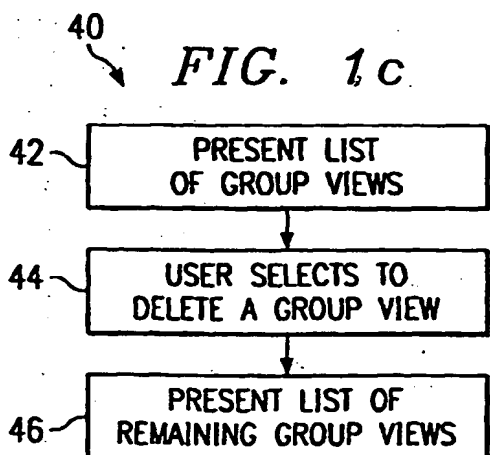 40
FIG. 1c
42
PRESENT LIST
OF GROUP VIEWS
44
USER SELECTS TO
DELETE A GROUP VIEW
46
PRESENT LIST OF
REMAINING GROUP VIEWS